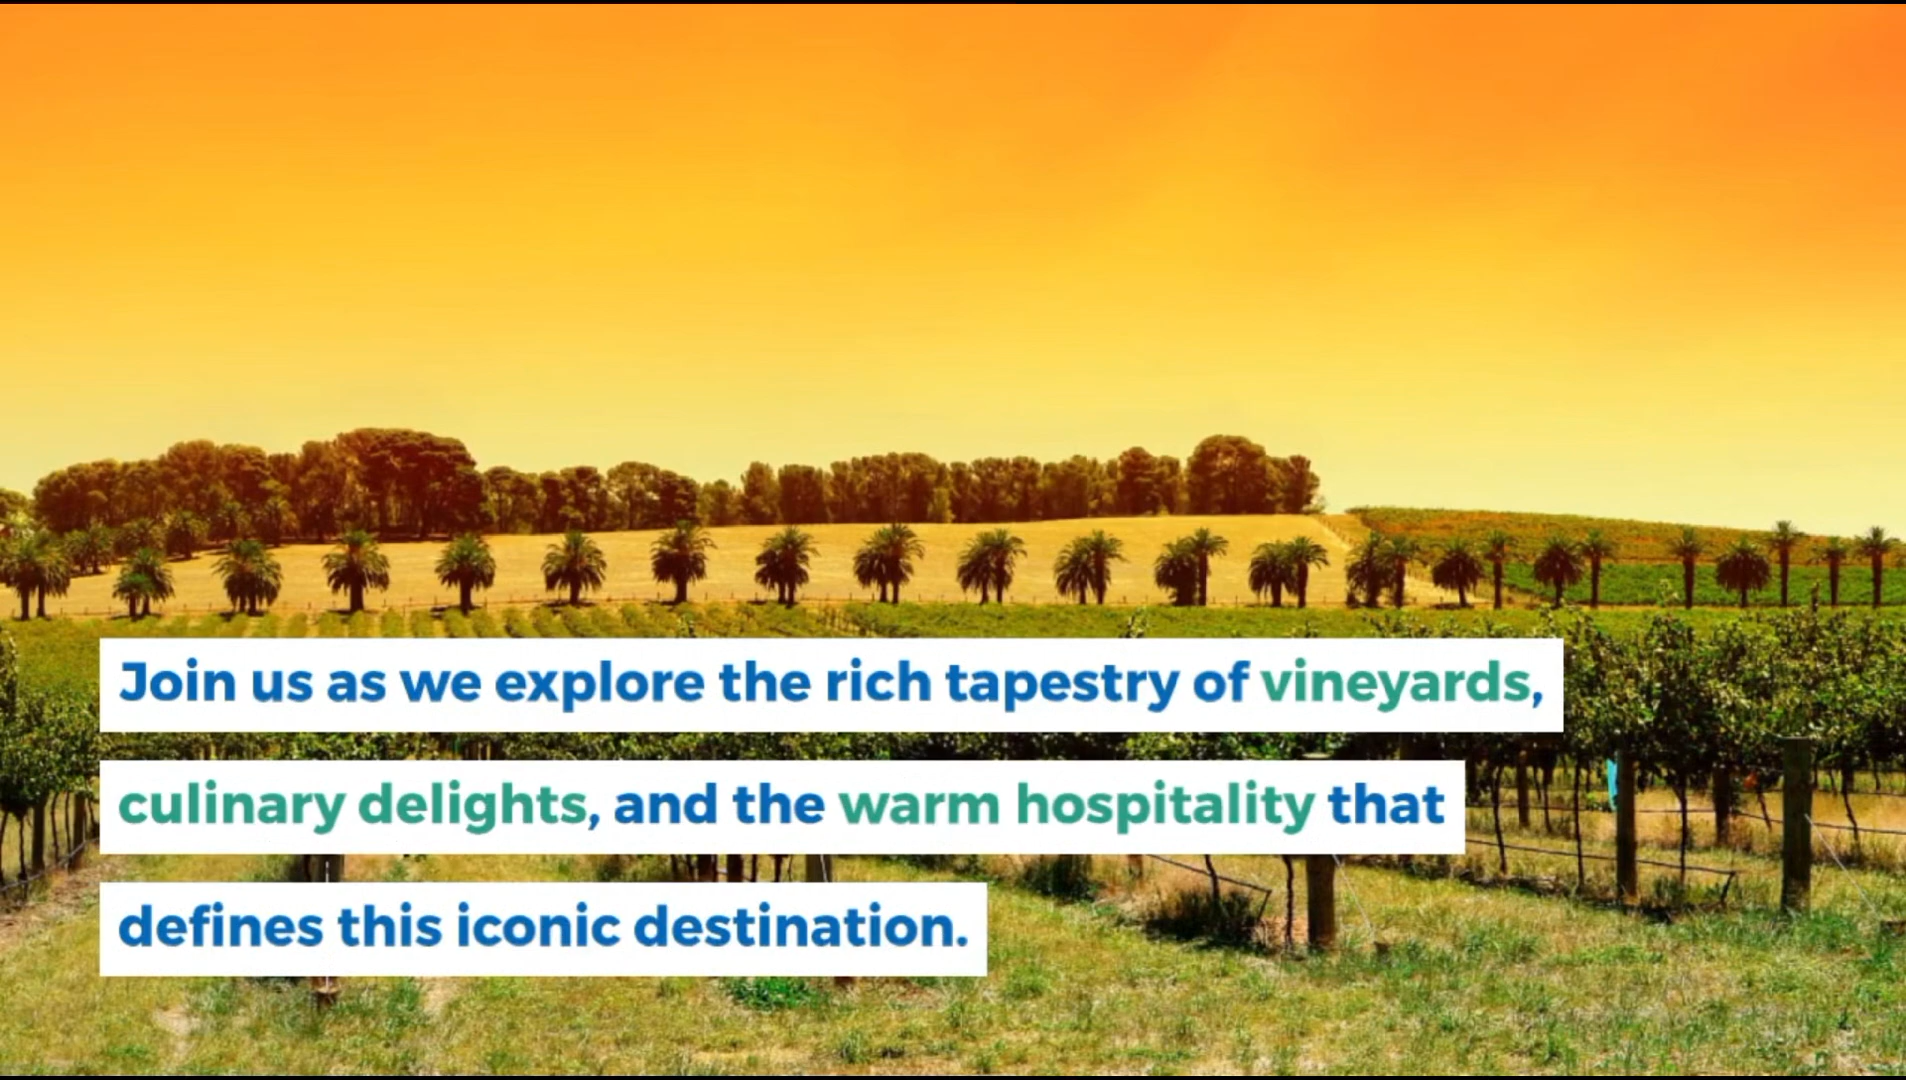 Join us as we explore the rich tapestry of vineyards,
culinary delights, and the warm hospitality that
defines this iconic destination.